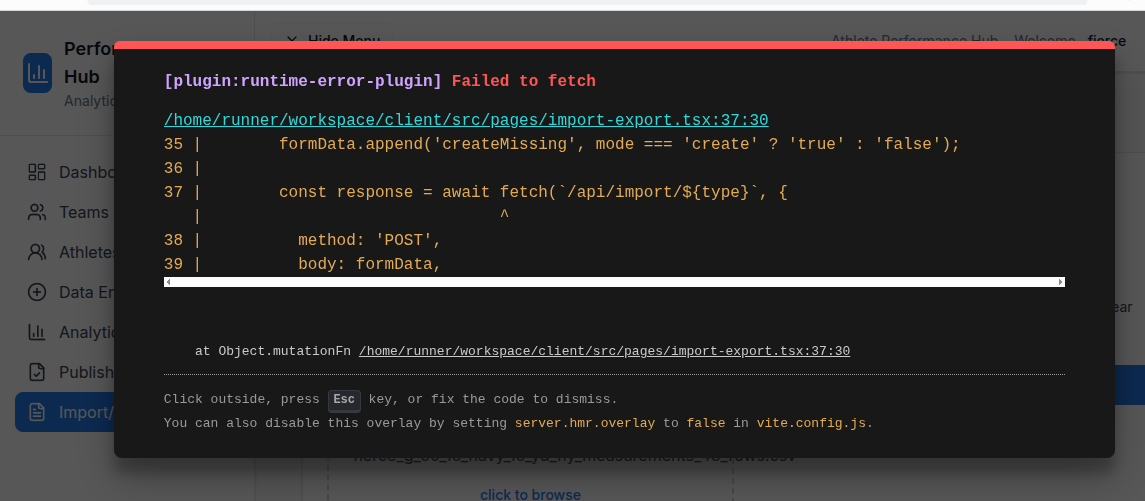 Hide Menu
Athlete Performance Hub
Welcome,
fierce
Perfor
Hub
Analytic
Dashbo
Teams
Athletes
Data En
Analytic
Publish
Import/
[plugin:runtime-error-plugin] Failed to fetch
/home/runner/workspace/client/src/pages/import-export.tsx:37:30
35 |        formData.append('createMissing', mode === 'create' ? 'true' : 'false');
36 |
37 |        const response = await fetch(`/api/import/${type}`, {
   |                               ^
38 |          method: 'POST',
39 |          body: formData,
at Object.mutationFn /home/runner/workspace/client/src/pages/import-export.tsx:37:30
Click outside, press Esc key, or fix the code to dismiss.
You can also disable this overlay by setting server.hmr.overlay to false in vite.config.js.
ear
click to browse